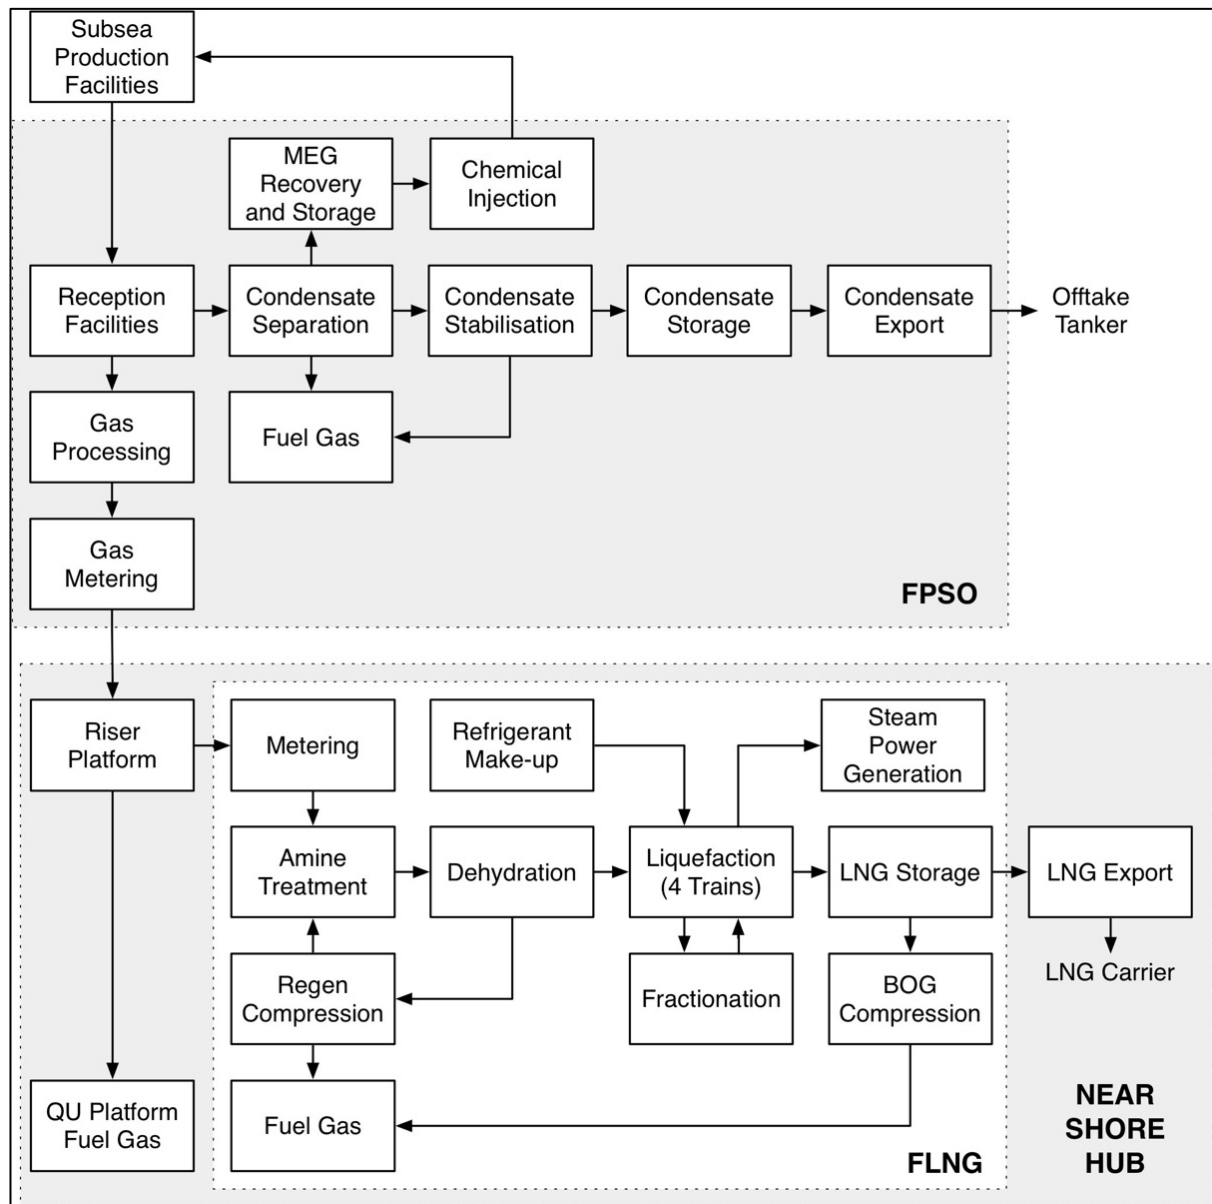 Subsea
Production
Facilities
MEG
Recovery
and Storage
Chemical
Injection
Reception
Facilities
Condensate
Separation
Condensate
Stabilisation
Condensate
Storage
Condensate
Export
Offtake
Tanker
Gas
Processing
Fuel Gas
Gas
Metering
FPSO
Riser
Platform
Metering
Refrigerant
Make-up
Steam
Power
Generation
Amine
Treatment
Dehydration
Liquefaction
(4 Trains)
LNG Storage
LNG Export
LNG Carrier
Regen
Compression
Fractionation
BOG
Compression
QU Platform
Fuel Gas
Fuel Gas
FLNG
NEAR
SHORE
HUB